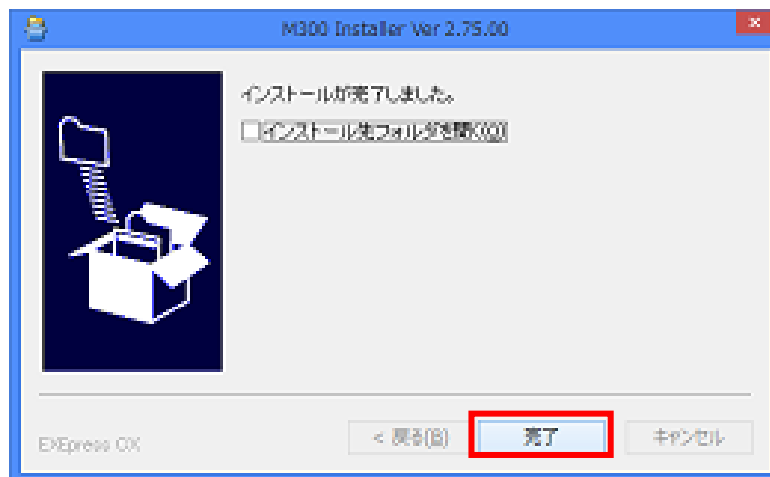 M300 Installer Ver 2.75.00
インストールが完了しました。
インストール先フォルダを開く(O)
< 戻る(B)
完了
キャンセル
EXEpress CX